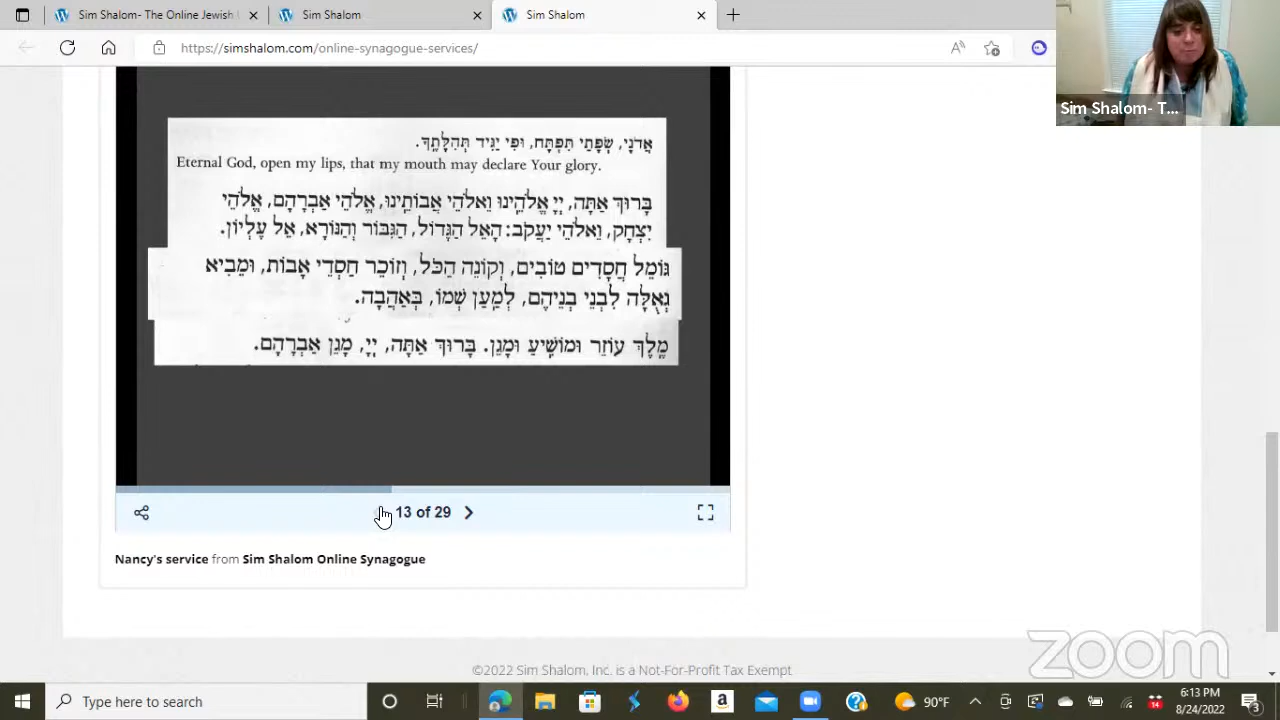 Sim Shalom- The Online Jewish
Sim Shalom
Sim Shalom
https://simshalom.com/online-synagogue-services/
Sim Shalom- T...
אֲדֹנָי, שְׂפָתַי תִּפְתָּח, וּפִי יַגִּיד תְּהִלָּתֶךָ.
Eternal God, open my lips, that my mouth may declare Your glory.
בָּרוּךְ אַתָּה, יְיָ אֱלֹהֵינוּ וֵאלֹהֵי אֲבוֹתֵינוּ, אֱלֹהֵי אַבְרָהָם, אֱלֹהֵי
יִצְחָק, וֵאלֹהֵי יַעֲקֹב: הָאֵל הַגָּדוֹל, הַגִּבּוֹר וְהַנּוֹרָא, אֵל עֶלְיוֹן.
גּוֹמֵל חֲסָדִים טוֹבִים, וְקוֹנֵה הַכֹּל, וְזוֹכֵר חַסְדֵי אָבוֹת, וּמֵבִיא
גְאֻלָּה לִבְנֵי בְנֵיהֶם, לְמַעַן שְׁמוֹ, בְּאַהֲבָה.
מֶלֶךְ עוֹזֵר וּמוֹשִׁיעַ וּמָגֵן. בָּרוּךְ אַתָּה, יְיָ, מָגֵן אַבְרָהָם.
13 of 29
Nancy's service from Sim Shalom Online Synagogue
©2022 Sim Shalom, Inc. is a Not-For-Profit Tax Exempt
zoom
Type here to search
90°F
14
6:13 PM
8/24/2022
3